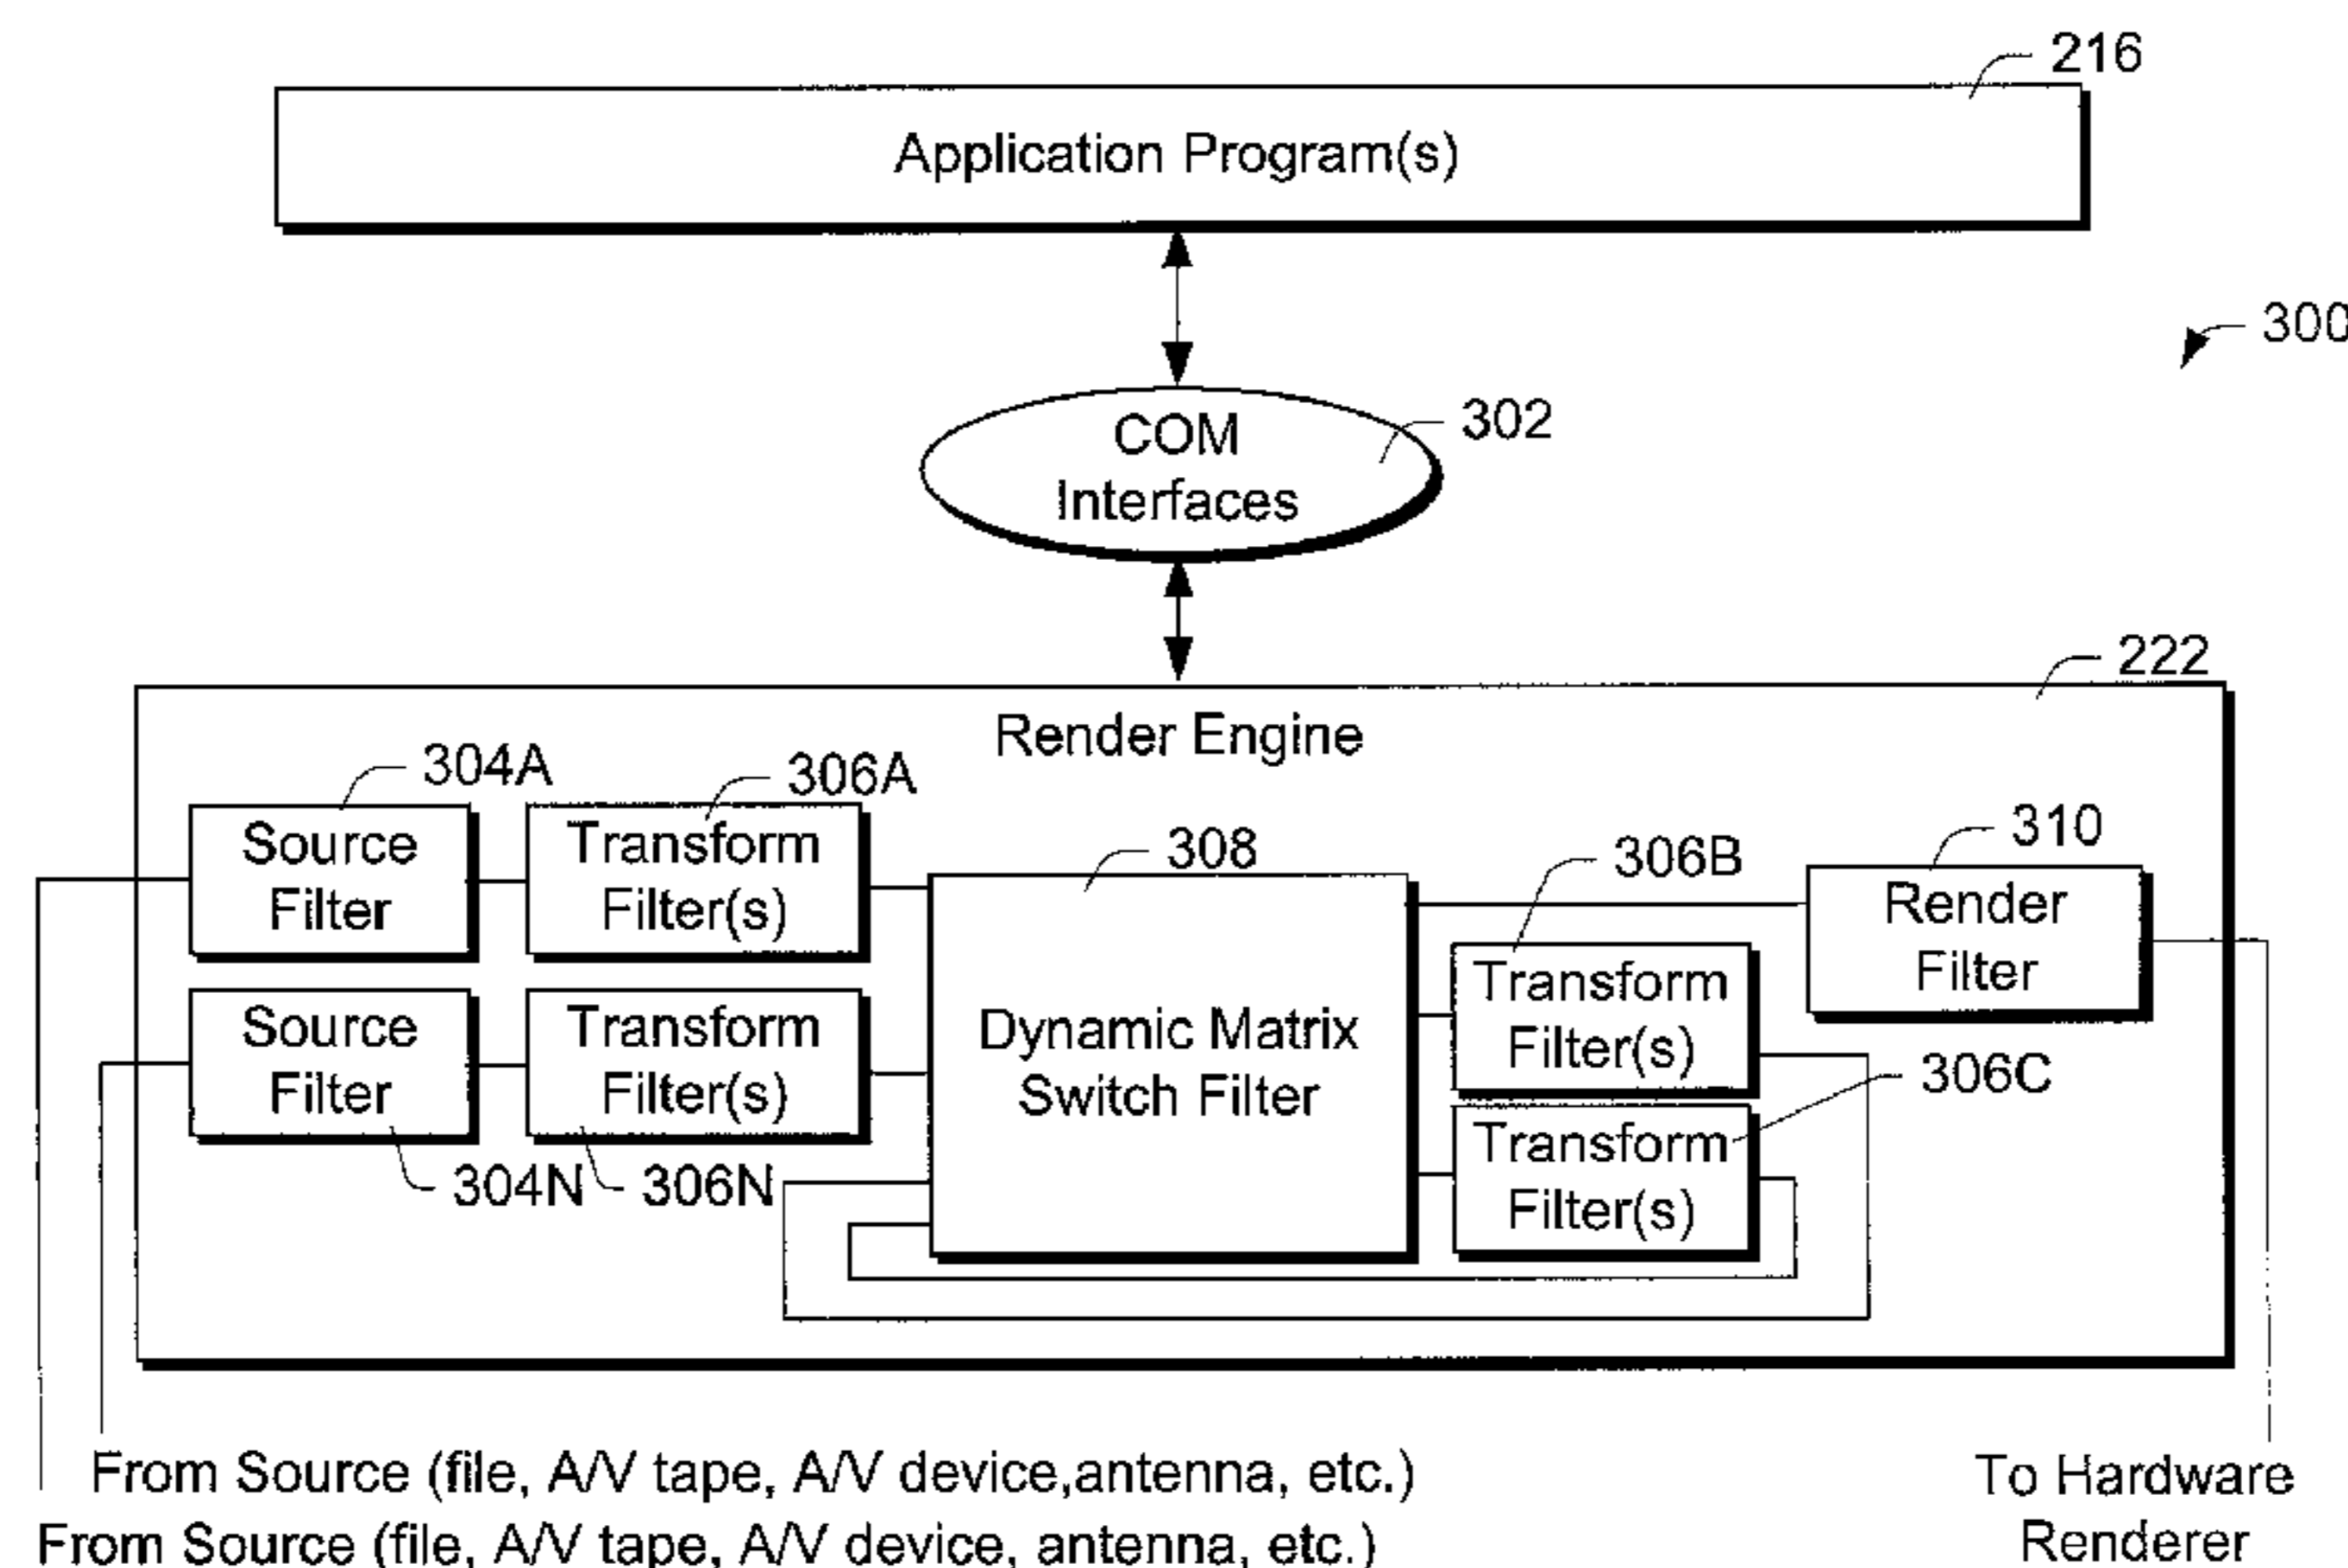 216
Application Program(s)
300
COM
Interfaces
302
222
Render Engine
304A
306A
Source
Filter
Transform
Filter(s)
308
306B
310
Render
Filter
Source
Filter
Transform
Filter(s)
Dynamic Matrix
Switch Filter
Transform
Filter(s)
306C
Transform
Filter(s)
304N
306N
From Source (file, A/V tape, A/V device,antenna, etc.)
From Source (file, A/V tape, A/V device, antenna, etc.)
To Hardware
Renderer